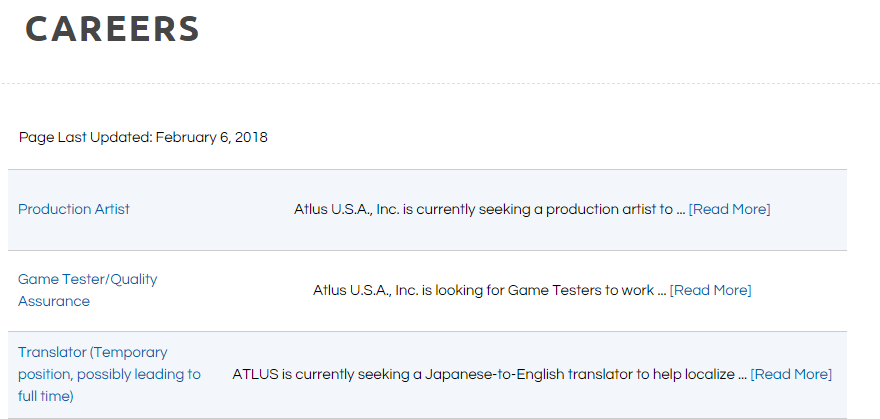 CAREERS
Page Last Updated: February 6, 2018
Production Artist
Atlus U.S.A., Inc. is currently seeking a production artist to ... [Read More]
Game Tester/Quality
Assurance
Atlus U.S.A., Inc. is looking for Game Testers to work ... [Read More]
Translator (Temporary
position, possibly leading to
full time)
ATLUS is currently seeking a Japanese-to-English translator to help localize ... [Read More]